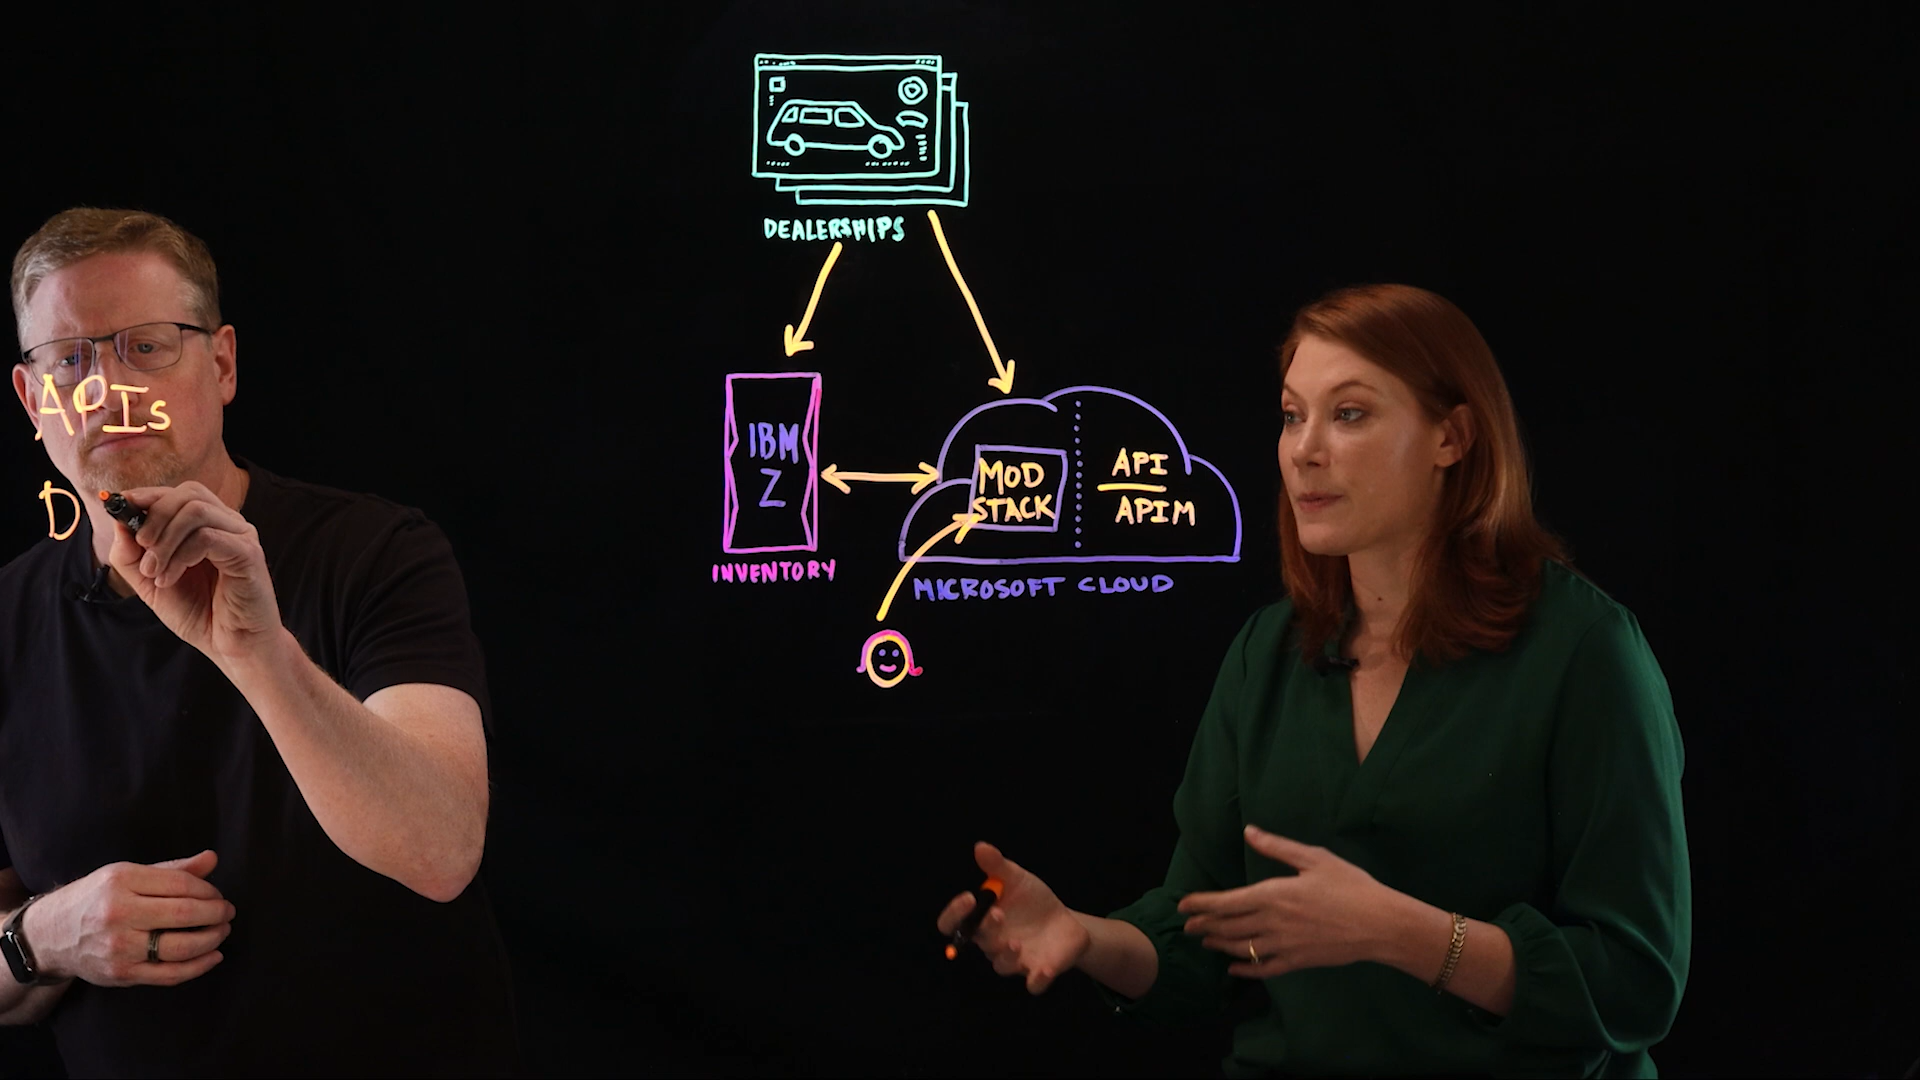 DEALERSHIPS
APIs
D
IBM
Z
INVENTORY
MOD
STACK
API
APIM
MICROSOFT CLOUD